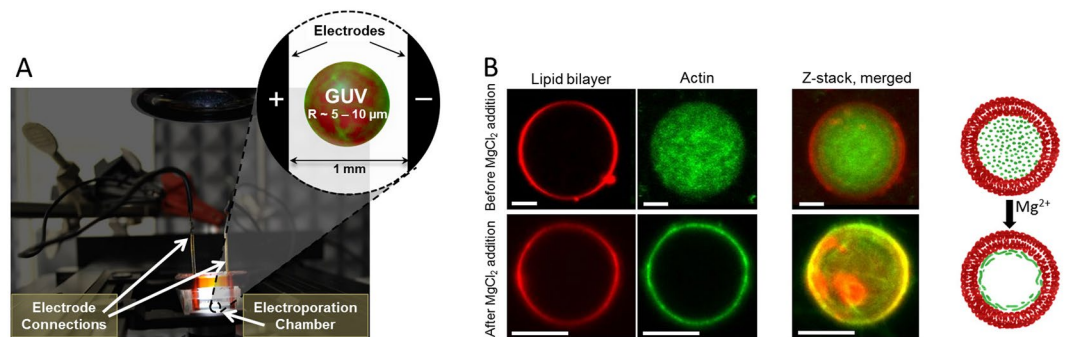 A
Electrodes
+
GUV
−
R ~ 5 – 10 µm
1 mm
Electrode
Connections
Electroporation
Chamber
B
Lipid bilayer
Actin
Z-stack, merged
Before MgCl₂ addition
After MgCl₂ addition
Mg²⁺